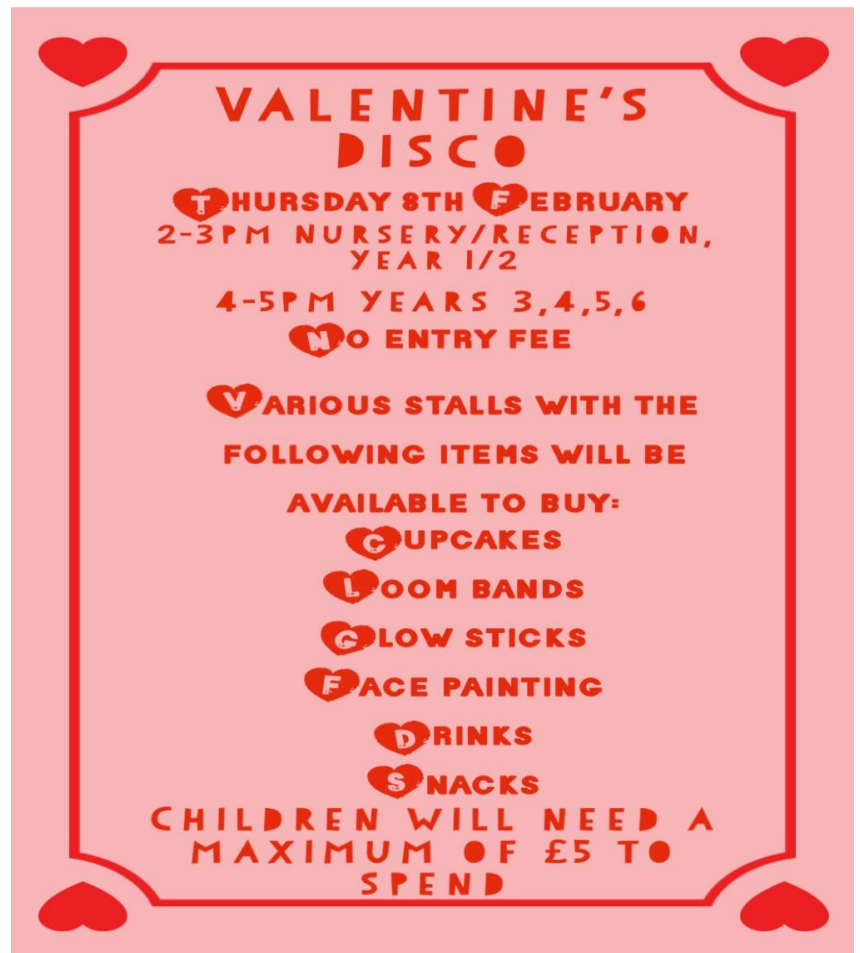 VALENTINE'S
DISCO
THURSDAY 8TH FEBRUARY
2-3PM NURSERY/RECEPTION,
YEAR 1/2
4-5PM YEARS 3,4,5,6
NO ENTRY FEE
VARIOUS STALLS WITH THE
FOLLOWING ITEMS WILL BE
AVAILABLE TO BUY:
CUPCAKES
LOOM BANDS
GLOW STICKS
FACE PAINTING
DRINKS
SNACKS
CHILDREN WILL NEED A
MAXIMUM OF £5 TO
SPEND